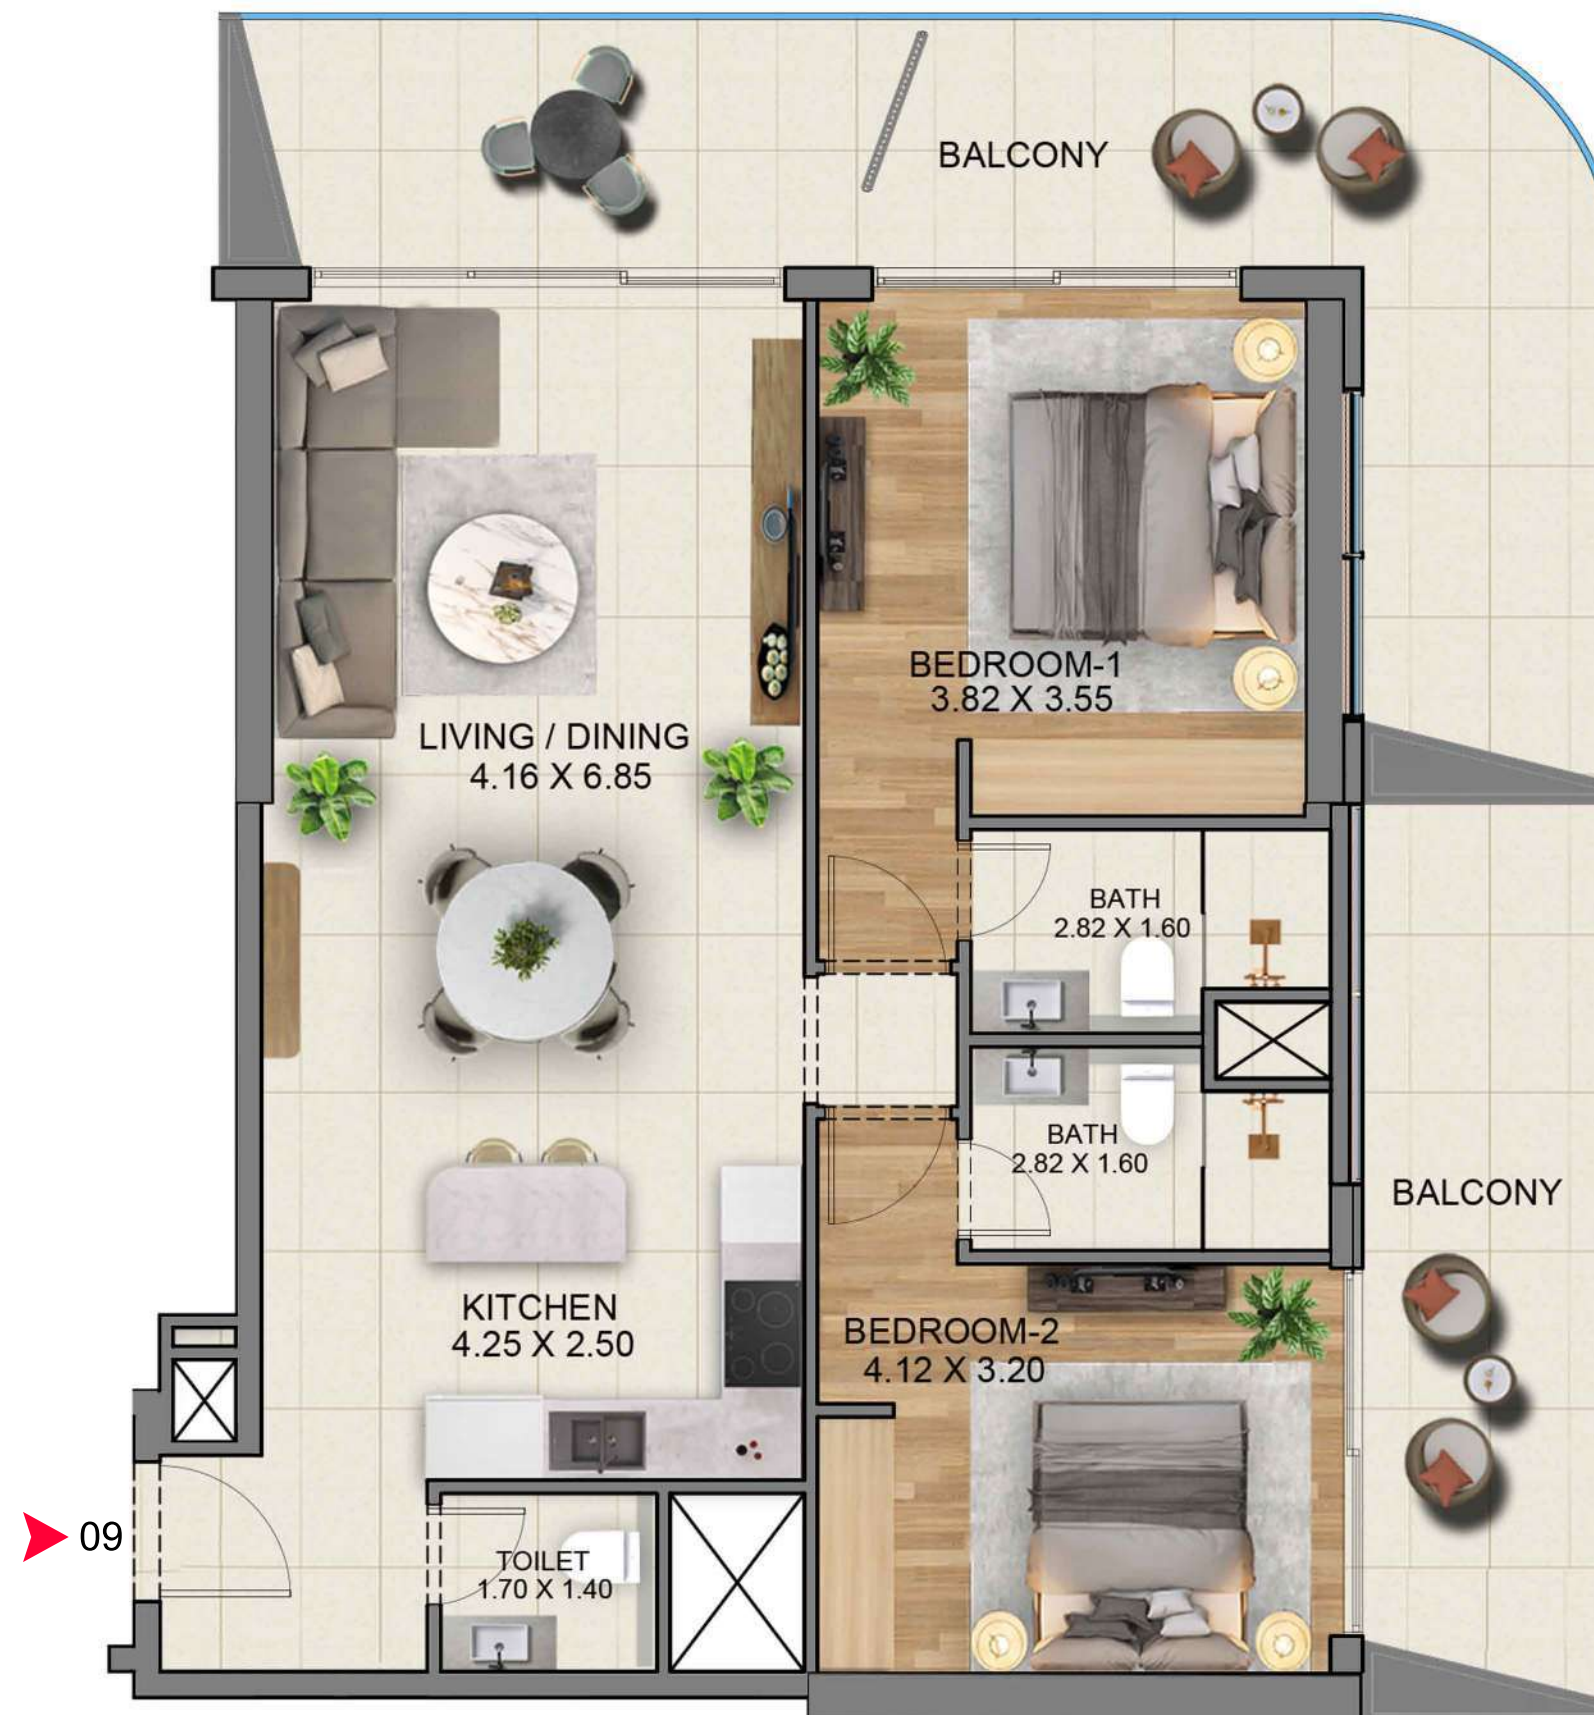 BALCONY
BEDROOM-1
3.82 X 3.55
LIVING / DINING
4.16 X 6.85
BATH
2.82 X 1.60
BATH
2.82 X 1.60
BALCONY
KITCHEN
4.25 X 2.50
BEDROOM-2
4.12 X 3.20
09
TOILET
1.70 X 1.40